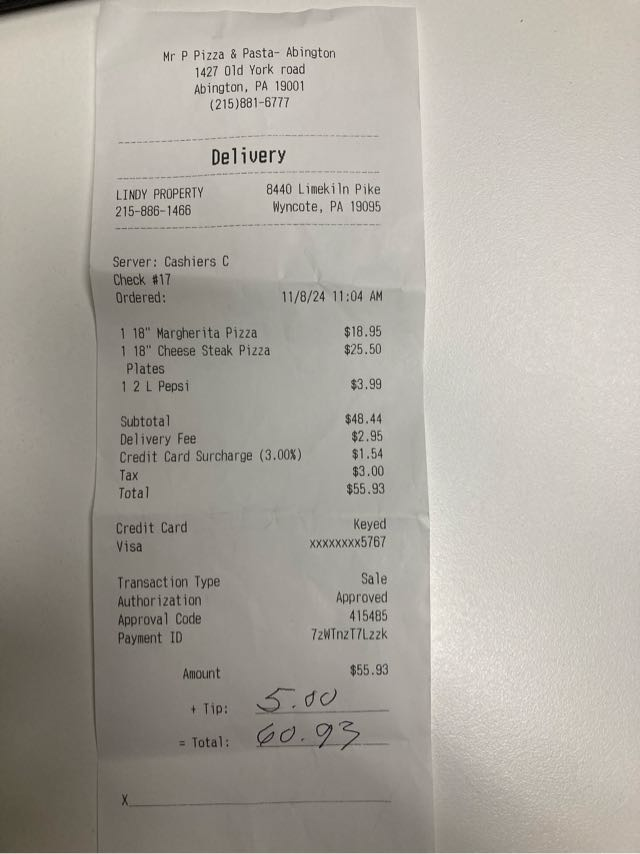 Mr P Pizza & Pasta- Abington
1427 Old York road
Abington, PA 19001
(215)881-6777
Delivery
LINDY PROPERTY 8440 Limekiln Pike
215-886-1466 Wyncote, PA 19095
Server: Cashiers C
Check #17
Ordered: 11/8/24 11:04 AM
1 18" Margherita Pizza $18.95
1 18" Cheese Steak Pizza $25.50
Plates
1 2 L Pepsi $3.99
Subtotal $48.44
Delivery Fee $2.95
Credit Card Surcharge (3.00%) $1.54
Tax $3.00
Total $55.93
Credit Card Keyed
Visa xxxxxxxx5767
Transaction Type Sale
Authorization Approved
Approval Code 415485
Payment ID 7zWTnzT7Lzzk
Amount $55.93
+ Tip: 5.00
= Total: 60.93
X